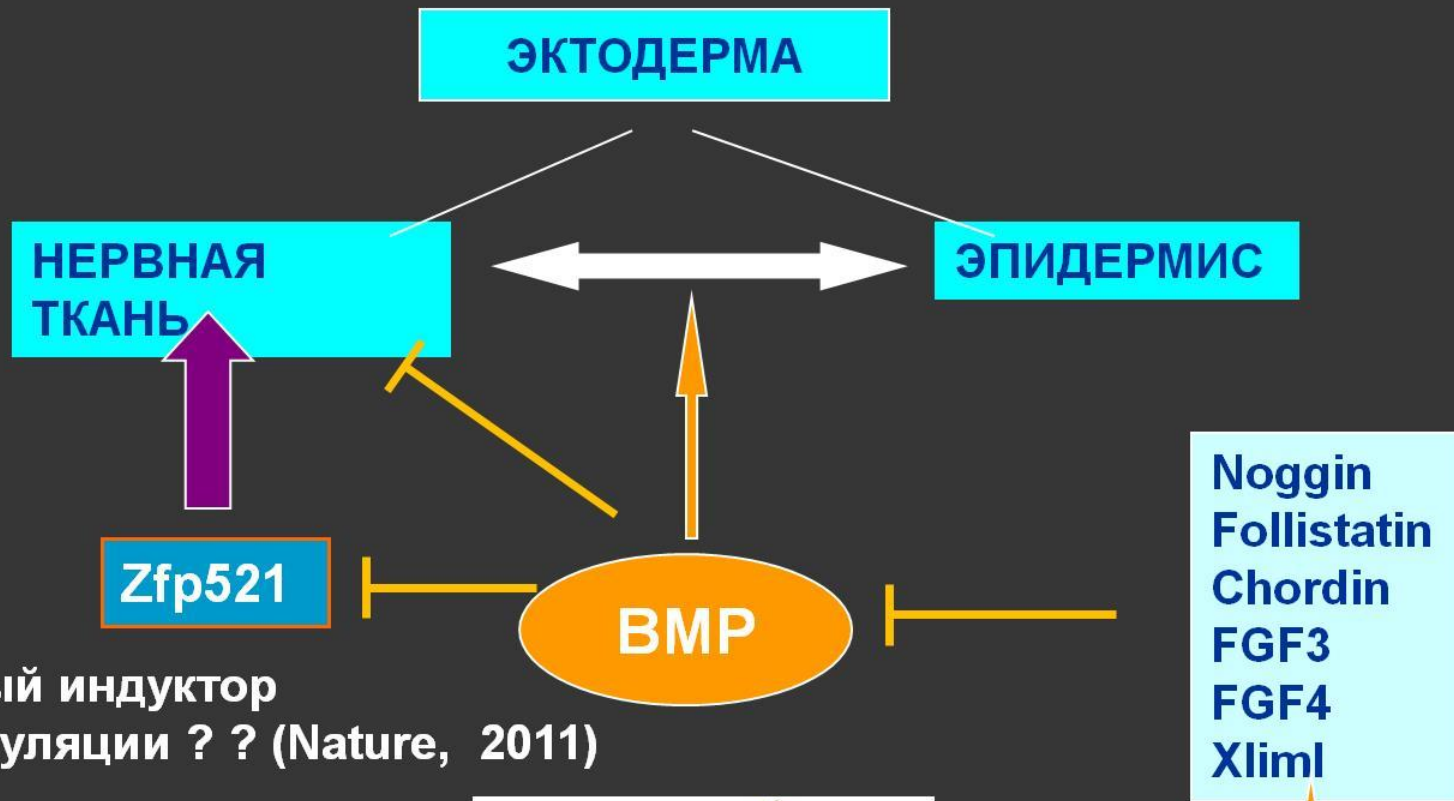 ЭКТОДЕРМА
НЕРВНАЯ
ТКАНЬ
ЭПИДЕРМИС
Zfp521
BMP
Noggin
Follistatin
Chordin
FGF3
FGF4
Xliml
ый индуктор
уляции ? ? (Nature, 2011)